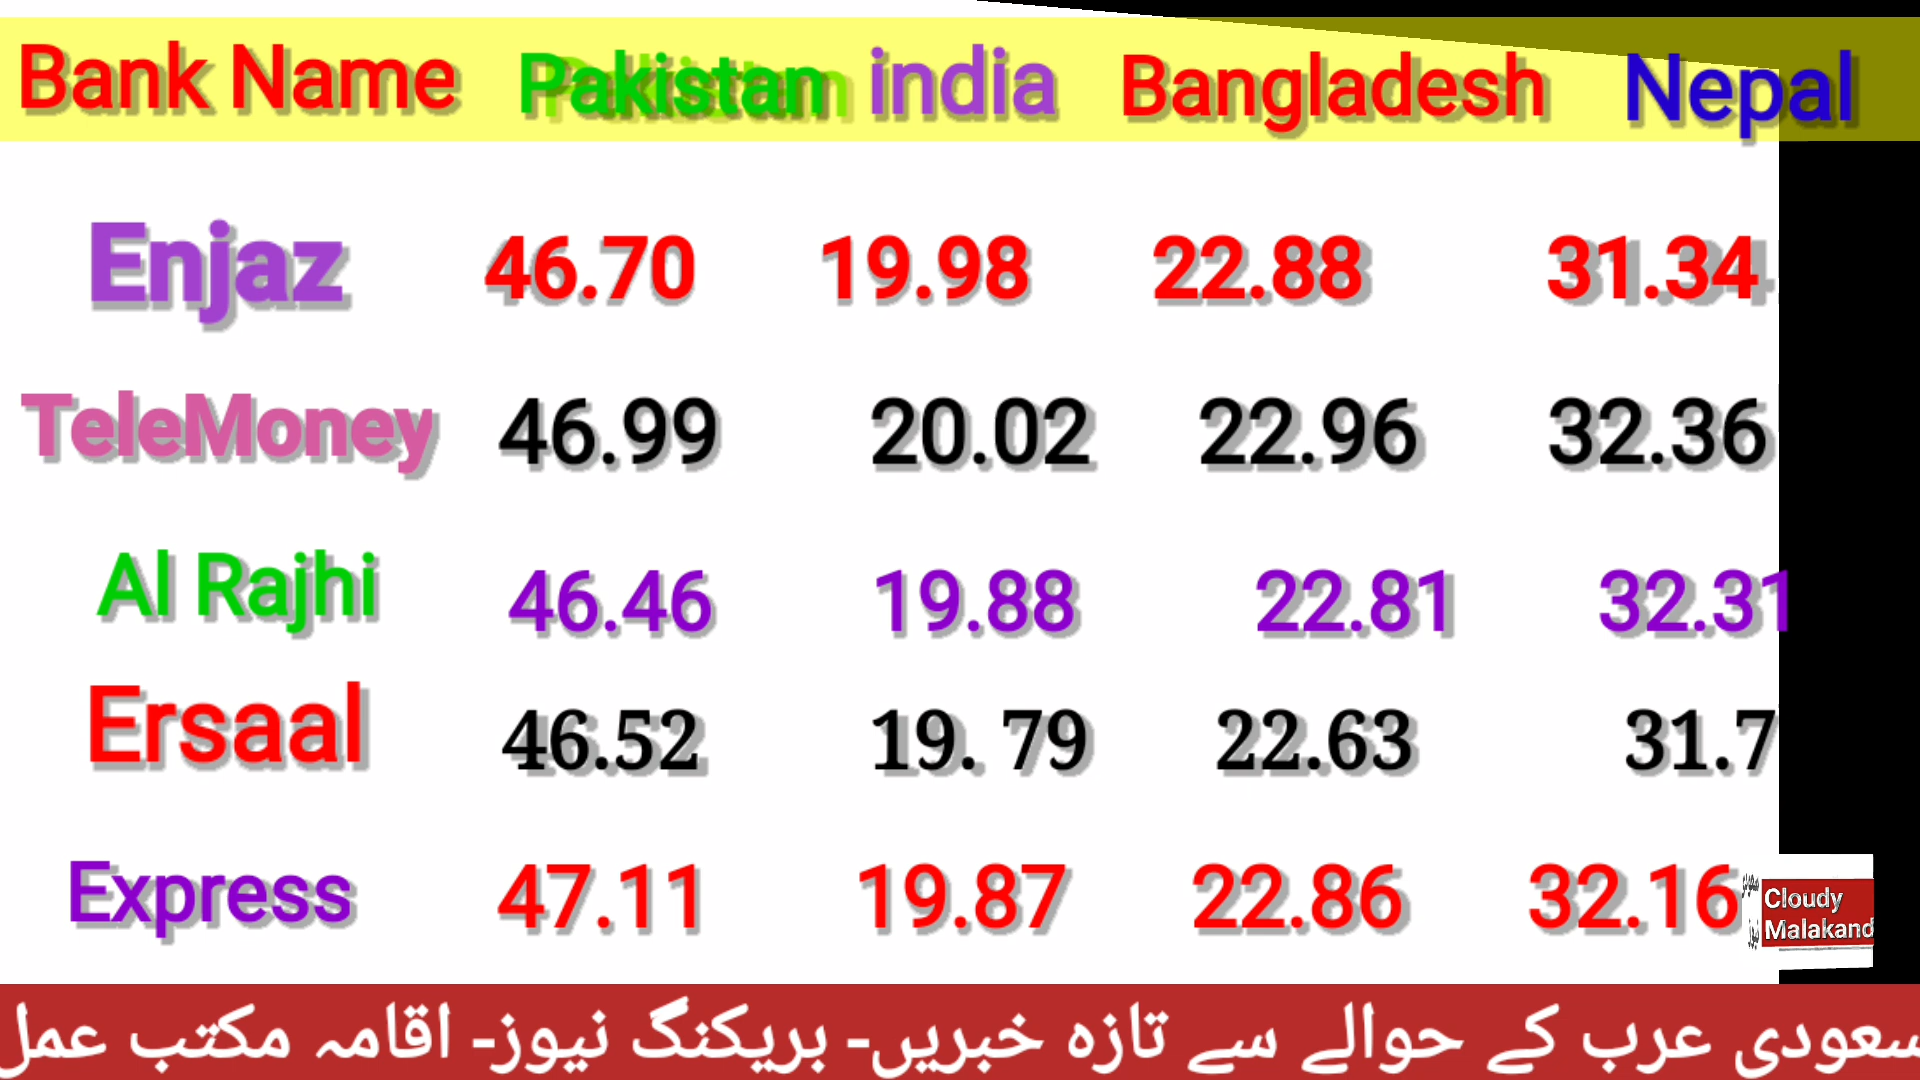 Bank Name Pakistan india Bangladesh Nepal
Enjaz 46.70 19.98 22.88 31.34
TeleMoney 46.99 20.02 22.96 32.36
Al Rajhi 46.46 19.88 22.81 32.31
Ersaal 46.52 19. 79 22.63 31.7
Express 47.11 19.87 22.86 32.16
Cloudy
Malakand
سعودی عرب کے حوالے سے تازہ خبریں- بریکنگ نیوز- اقامہ مکتب عمل